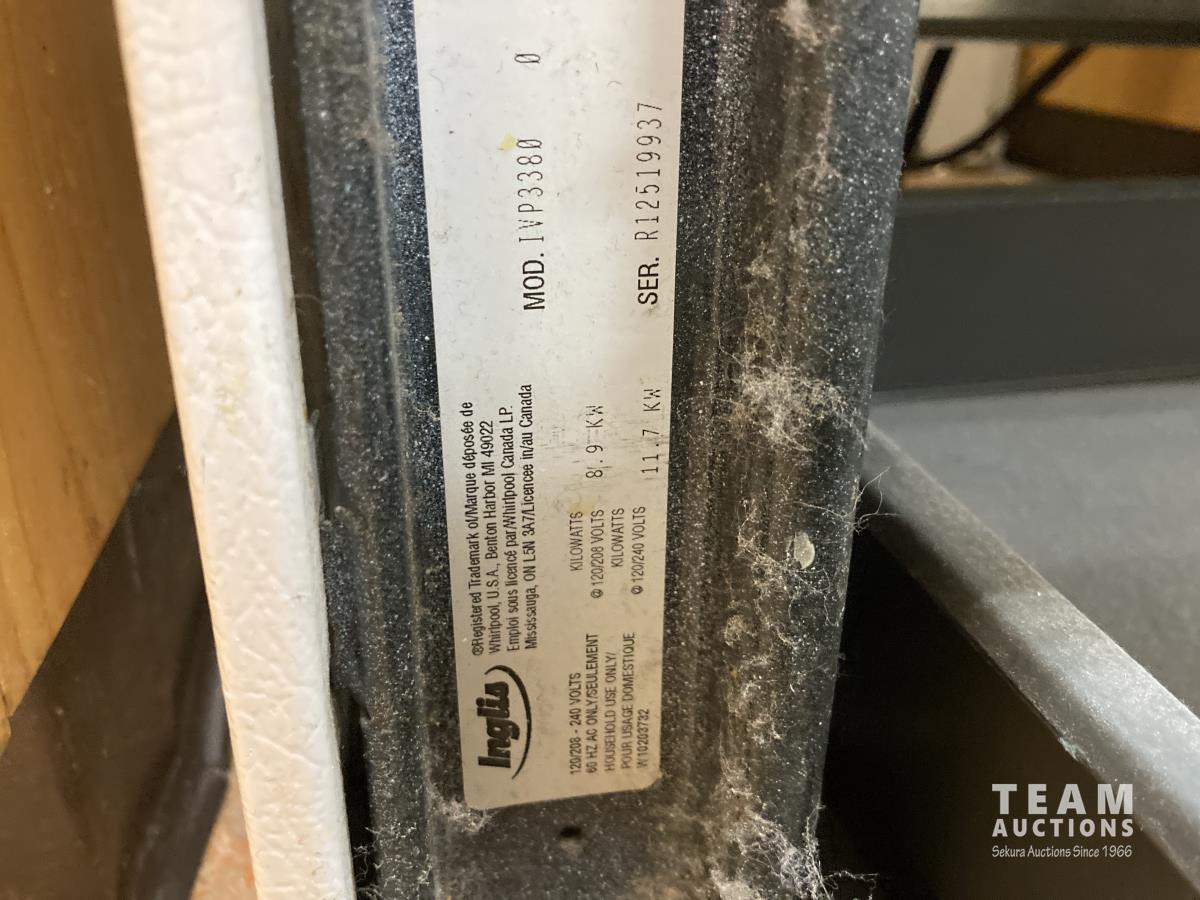 Inglis
®Registered Trademark of/Marque déposée de
Whirlpool, U.S.A., Benton Harbor MI 49022
Emploi sous licencé par/Whirlpool Canada LP.
Mississauga, ON L5N 3A7/Licencee in/au Canada
MOD. IVP3380 0
120/208 - 240 VOLTS
60 HZ AC ONLY/SEULEMENT
HOUSEHOLD USE ONLY/
POUR USAGE DOMESTIQUE
W10203732
KILOWATTS
@ 120/208 VOLTS 8.9 KW
KILOWATTS
@ 120/240 VOLTS 11.7 KW
SER. R12519937
TEAM
AUCTIONS
Sekura Auctions Since 1966